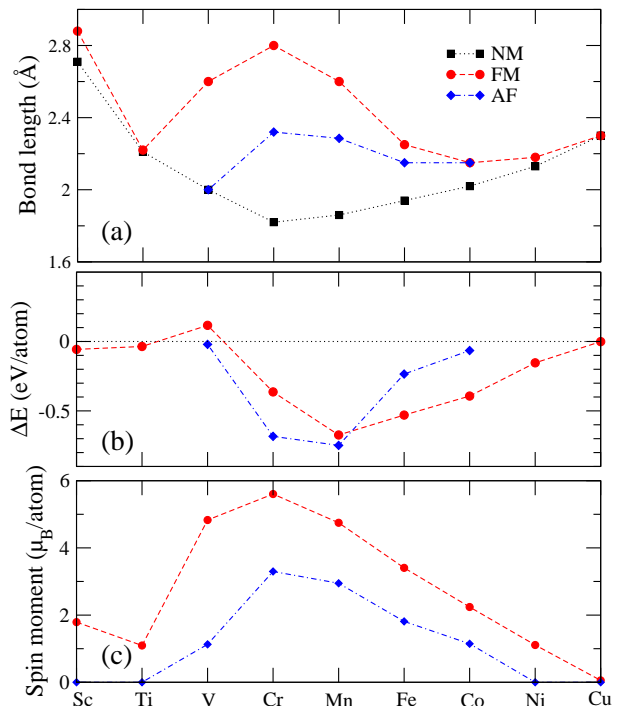 2.8
2.4
2
1.6
Bond length (Å)
NM
FM
AF
(a)
0
-0.5
ΔE (eV/atom)
(b)
6
4
2
0
Spin moment (μ_B/atom)
(c)
Sc Ti V Cr Mn Fe Co Ni Cu